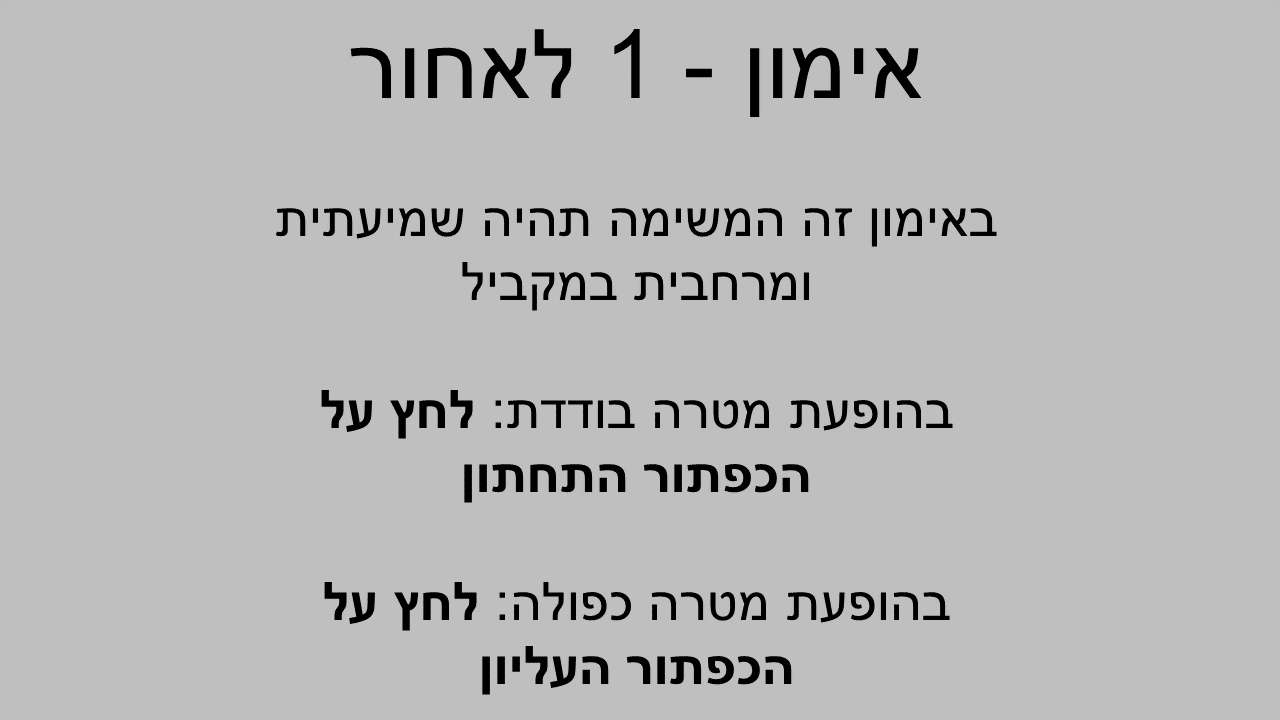 אימון - 1 לאחור
באימון זה המשימה תהיה שמיעתית
ומרחבית במקביל
בהופעת מטרה בודדת: לחץ על
הכפתור התחתון
בהופעת מטרה כפולה: לחץ על
הכפתור העליון